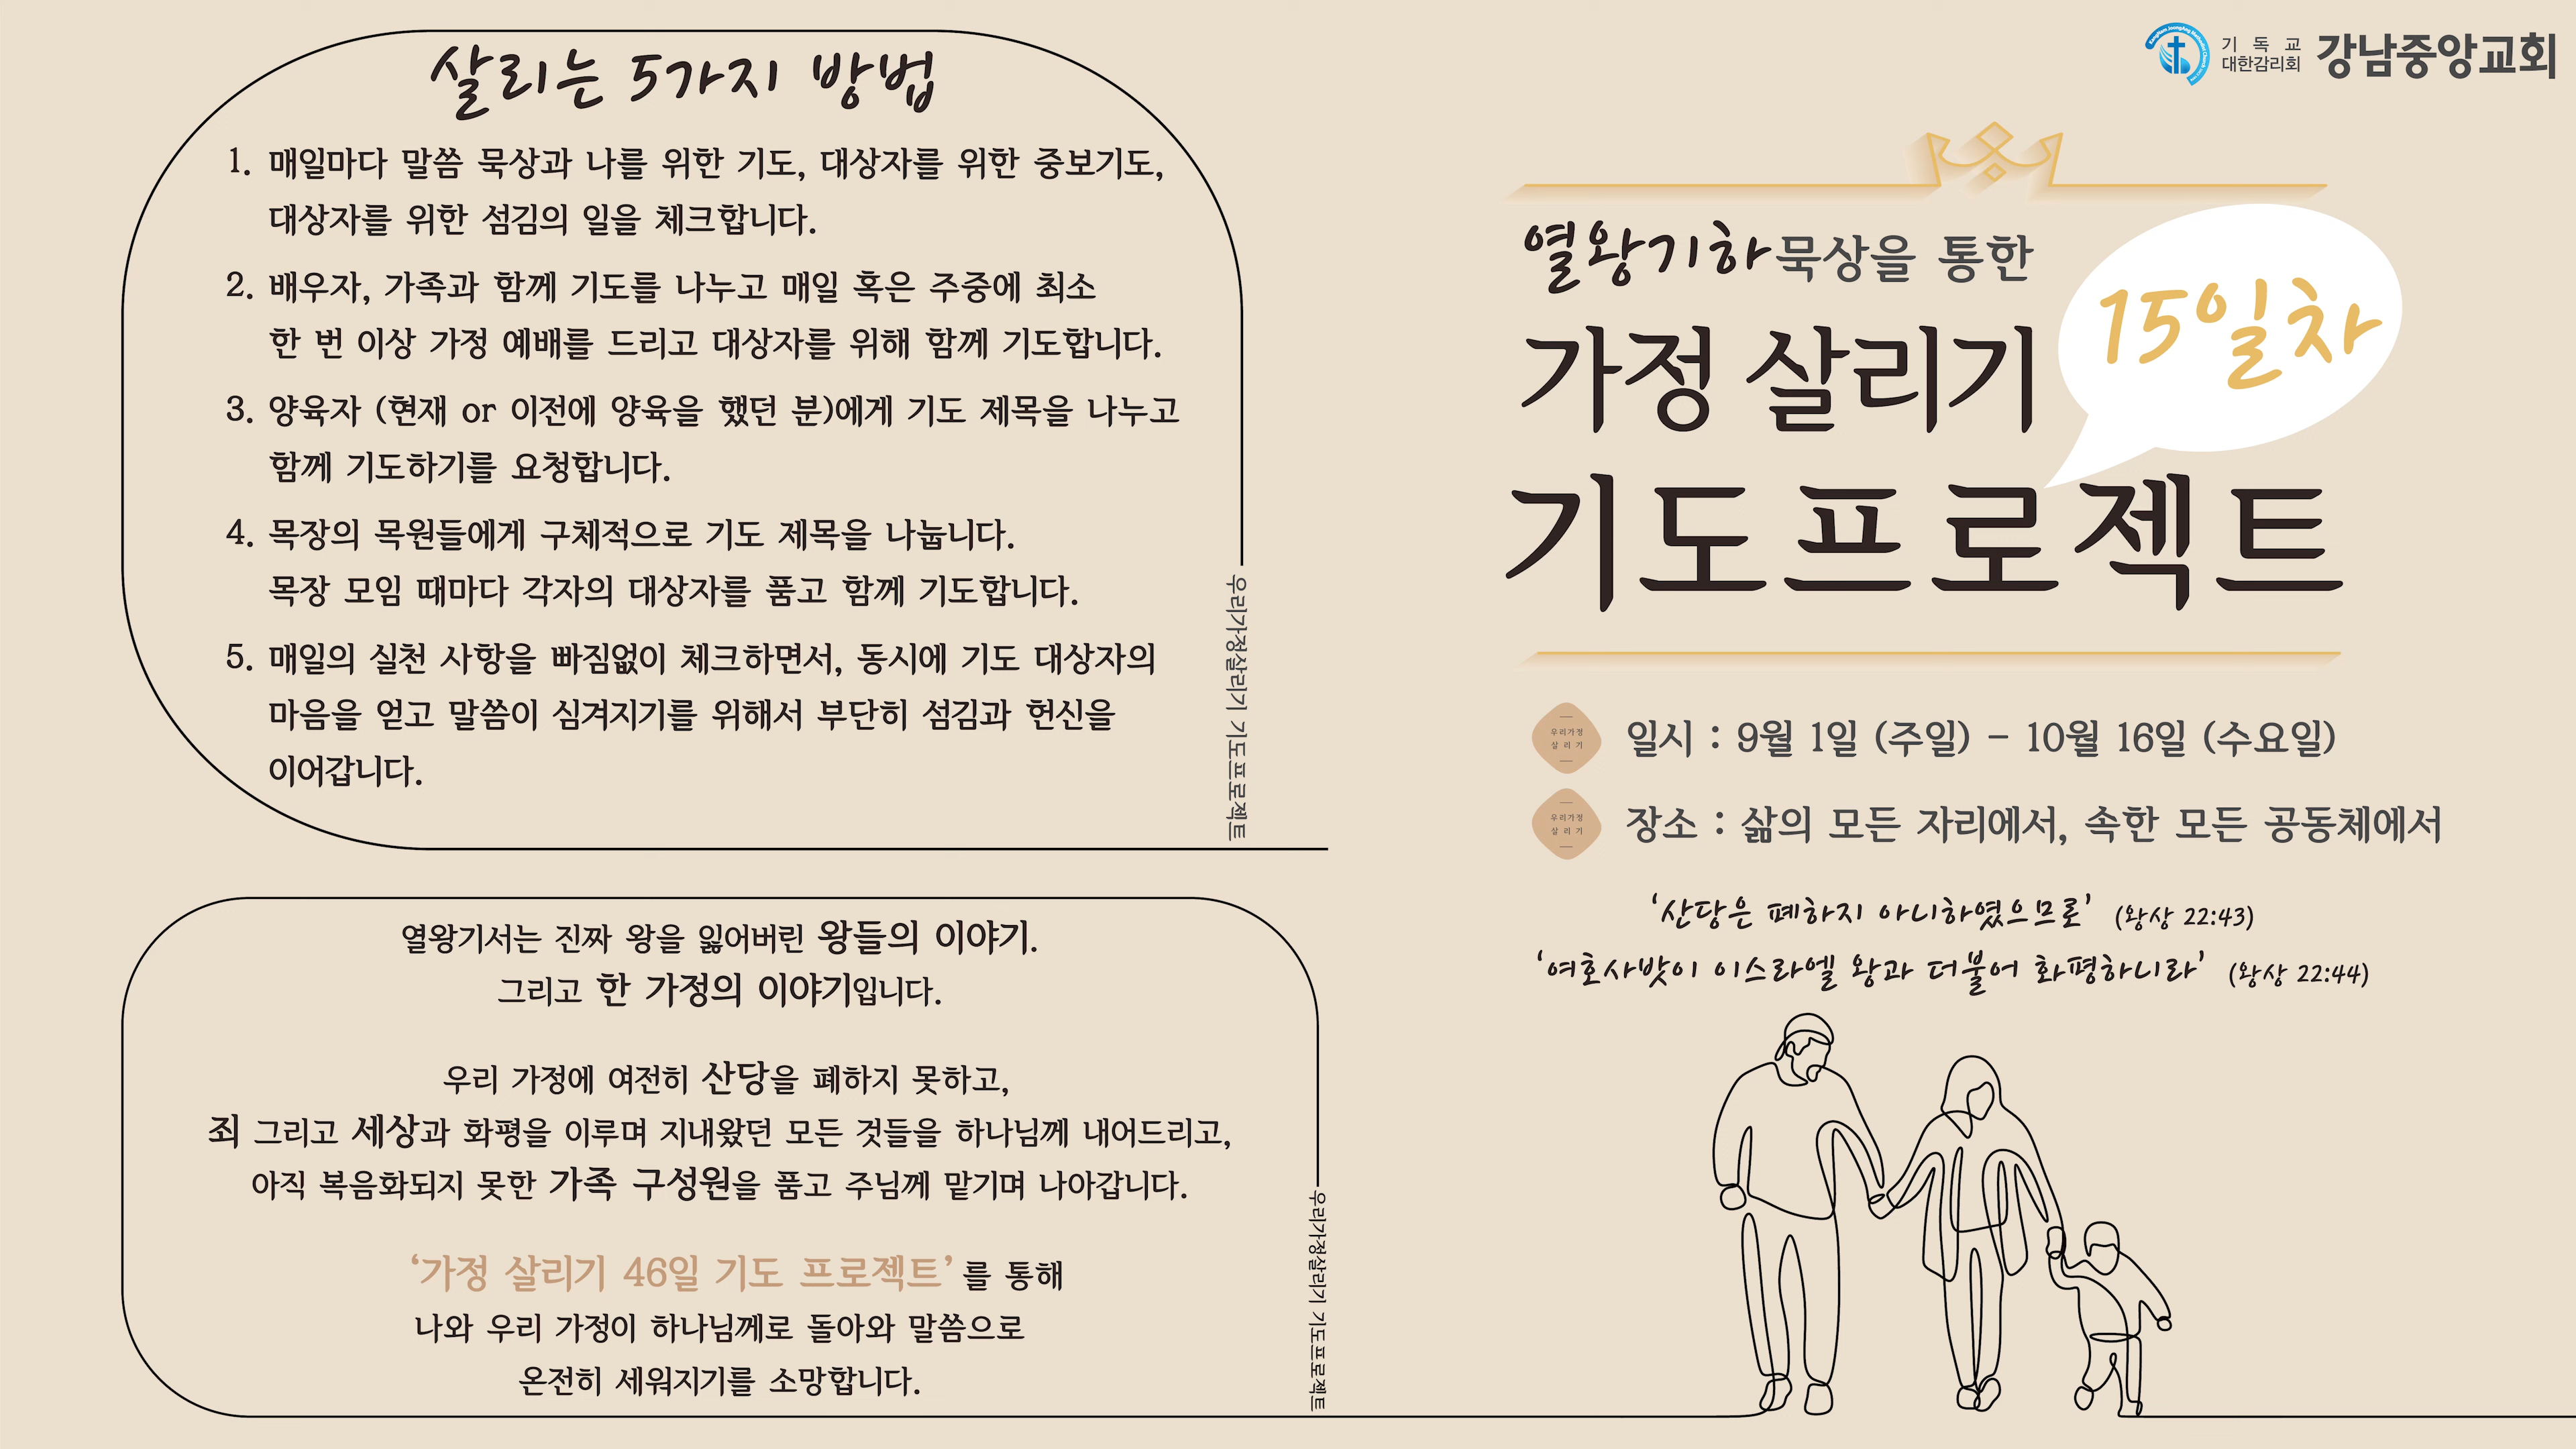 살리는 5가지 방법
1. 매일마다 말씀 묵상과 나를 위한 기도, 대상자를 위한 중보기도,
대상자를 위한 섬김의 일을 체크합니다.
2. 배우자, 가족과 함께 기도를 나누고 매일 혹은 주중에 최소
한 번 이상 가정 예배를 드리고 대상자를 위해 함께 기도합니다.
3. 양육자 (현재 or 이전에 양육을 했던 분)에게 기도 제목을 나누고
함께 기도하기를 요청합니다.
4. 목장의 목원들에게 구체적으로 기도 제목을 나눕니다.
목장 모임 때마다 각자의 대상자를 품고 함께 기도합니다.
5. 매일의 실천 사항을 빠짐없이 체크하면서, 동시에 기도 대상자의
마음을 얻고 말씀이 심겨지기를 위해서 부단히 섬김과 헌신을
이어갑니다.
우리가정살리기 기도프로젝트
열왕기서는 진짜 왕을 잃어버린 왕들의 이야기.
그리고 한 가정의 이야기입니다.
우리 가정에 여전히 산당을 폐하지 못하고,
죄 그리고 세상과 화평을 이루며 지내왔던 모든 것들을 하나님께 내어드리고,
아직 복음화되지 못한 가족 구성원을 품고 주님께 맡기며 나아갑니다.
‘가정 살리기 46일 기도 프로젝트’를 통해
나와 우리 가정이 하나님께로 돌아와 말씀으로
온전히 세워지기를 소망합니다.
우리가정살리기 기도프로젝트
기독교
대한감리회
강남중앙교회
열왕기하 묵상을 통한
가정 살리기
15일차
기도프로젝트
우리가정
살리기
일시 : 9월 1일 (주일) - 10월 16일 (수요일)
우리가정
살리기
장소 : 삶의 모든 자리에서, 속한 모든 공동체에서
‘산당은 폐하지 아니하였으므로’ (왕상 22:43)
‘여호사밧이 이스라엘 왕과 더불어 화평하니라’ (왕상 22:44)